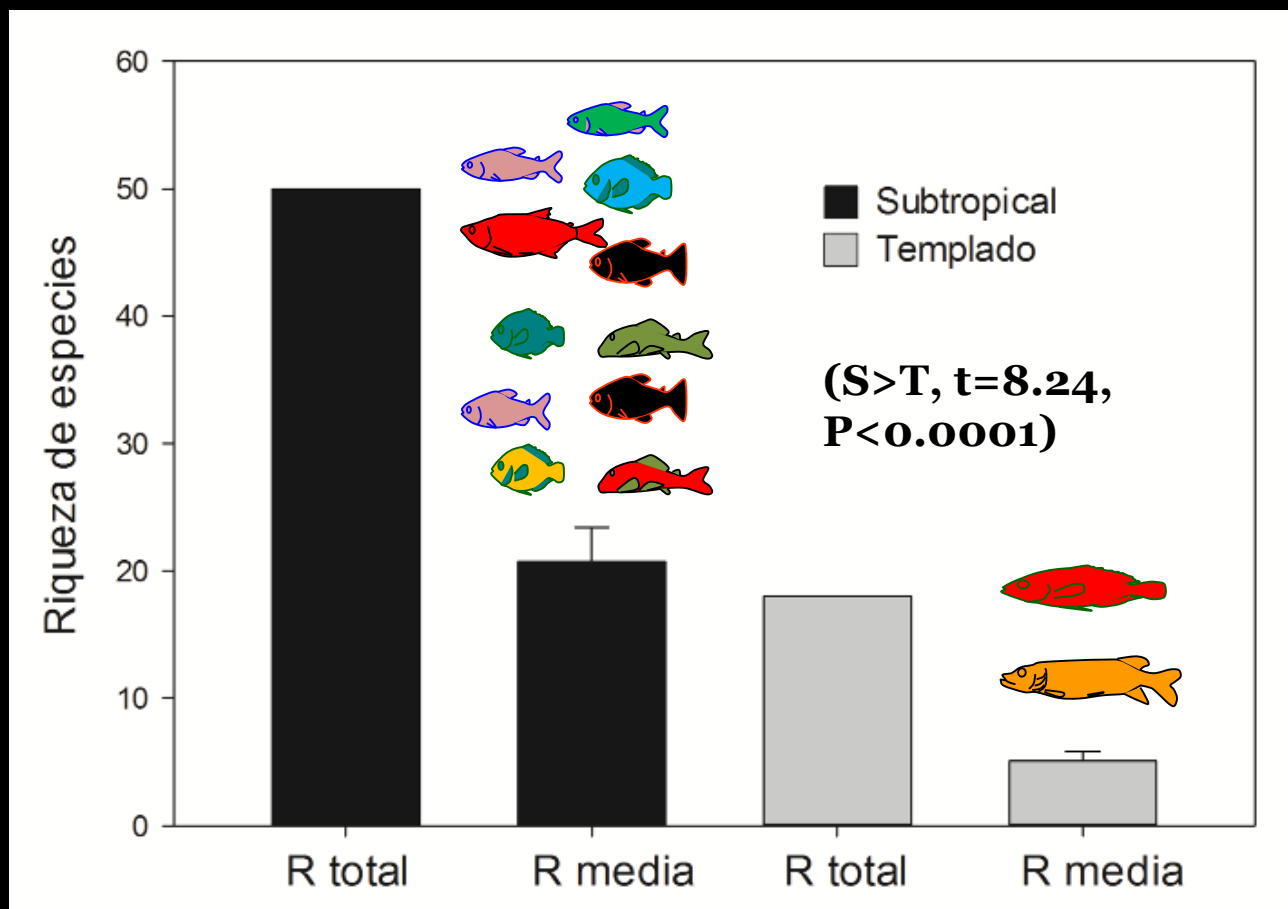 Riqueza de especies
60
50
40
30
20
10
0
Subtropical
Templado
(S>T, t=8.24,
P<0.0001)
R total
R media
R total
R media